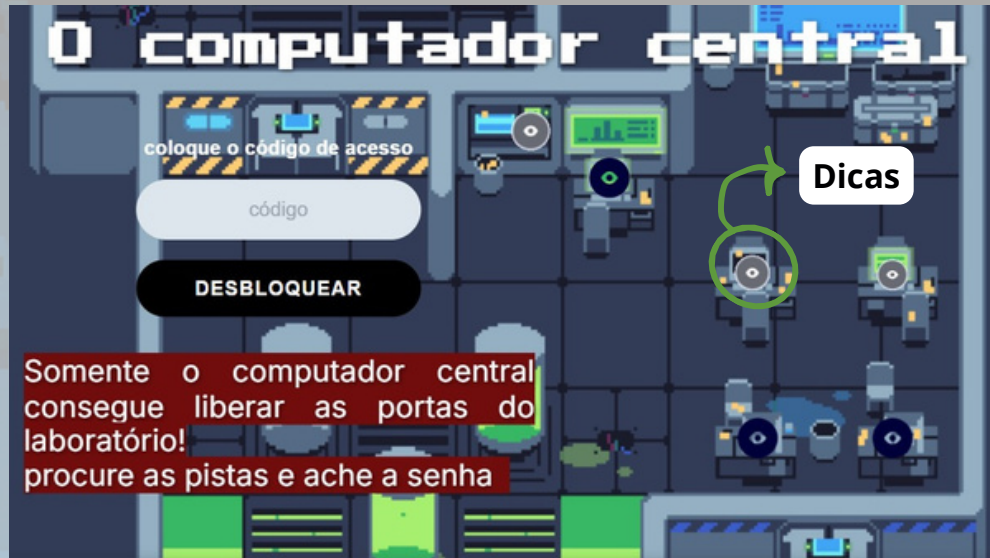 O computador central
coloque o código de acesso
código
DESBLOQUEAR
Dicas
Somente o computador central
consegue liberar as portas do
laboratório!
procure as pistas e ache a senha